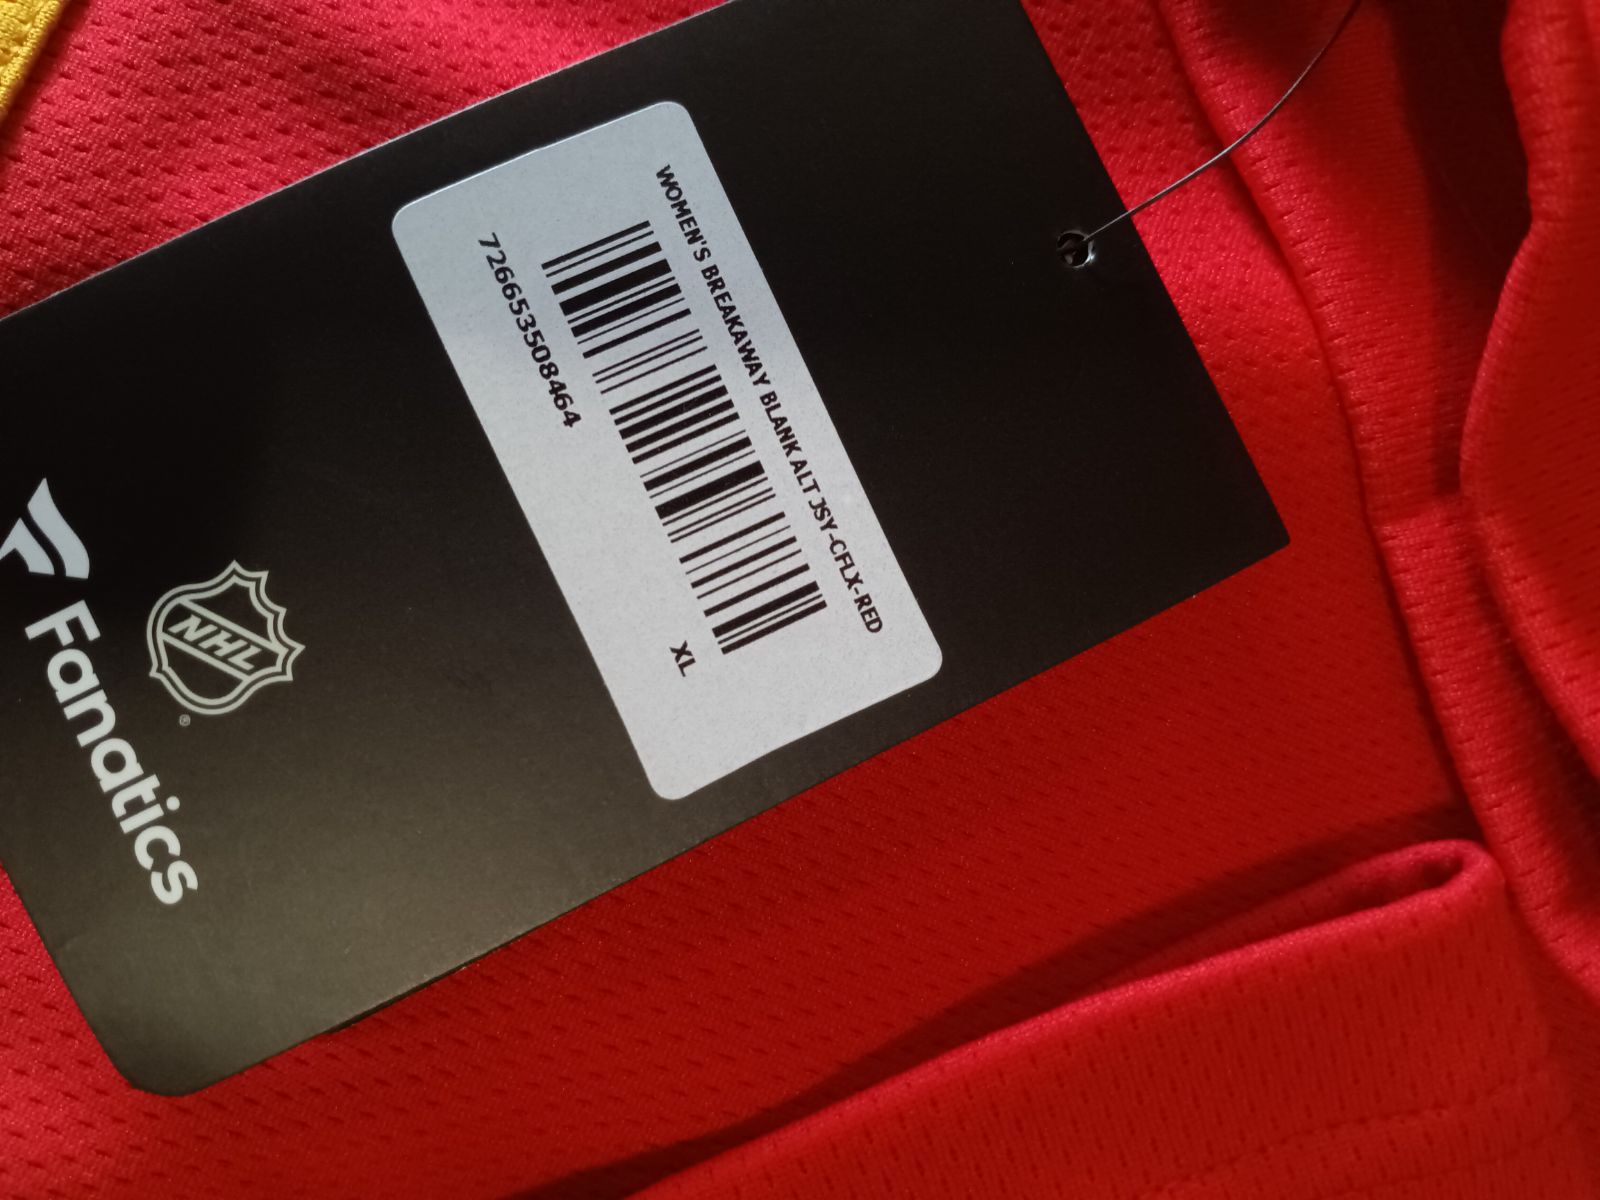 WOMEN'S BREAKAWAY BLANK ALT JSY-CFLX-RED
726653508464
XL
NHL
®
Fanatics